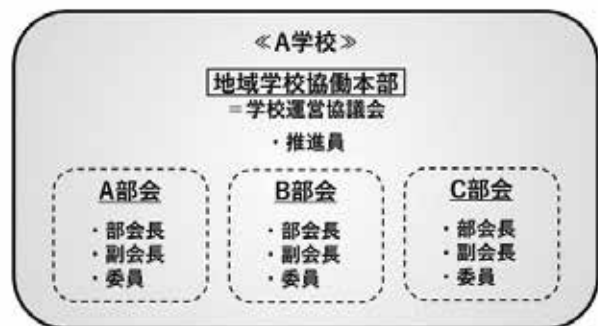 ≪A学校≫
地域学校協働本部
＝学校運営協議会
・推進員
A部会
・部会長
・副会長
・委員
B部会
・部会長
・副会長
・委員
C部会
・部会長
・副会長
・委員